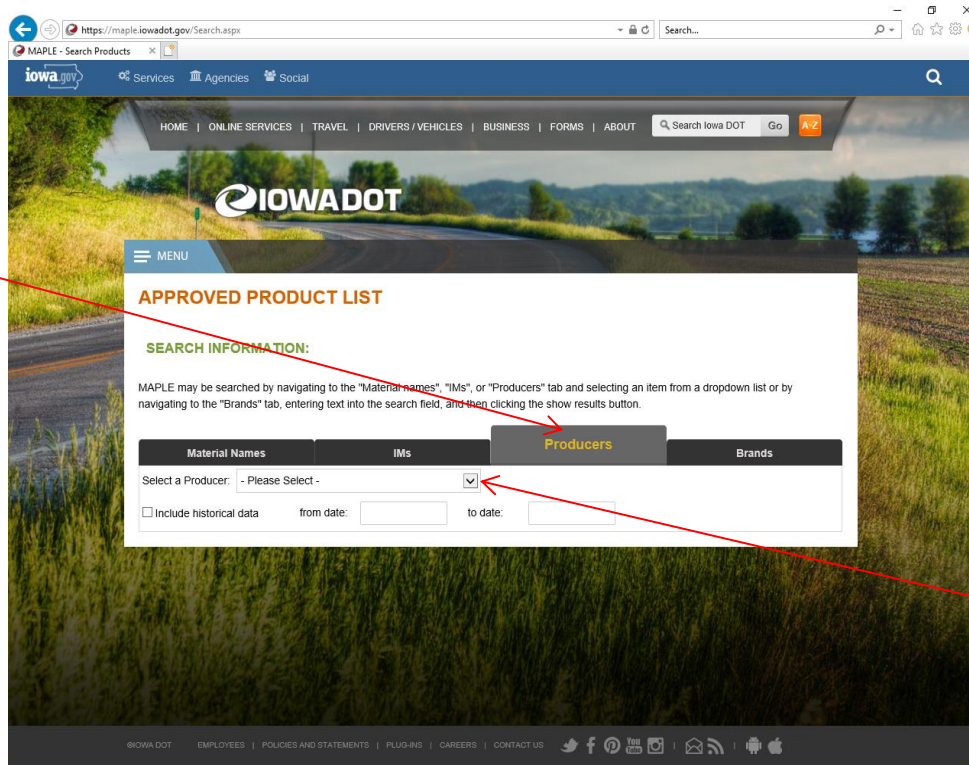 https://maple.iowadot.gov/Search.aspx
Search...
MAPLE - Search Products
iowa.gov
Services
Agencies
Social
HOME | ONLINE SERVICES | TRAVEL | DRIVERS / VEHICLES | BUSINESS | FORMS | ABOUT
Search Iowa DOT
Go
A-Z
IOWADOT
MENU
APPROVED PRODUCT LIST
SEARCH INFORMATION:
MAPLE may be searched by navigating to the "Material names", "IMs", or "Producers" tab and selecting an item from a dropdown list or by
navigating to the "Brands" tab, entering text into the search field, and then clicking the show results button.
Material Names
IMs
Producers
Brands
Select a Producer: - Please Select -
Include historical data from date: to date:
©IOWA DOT EMPLOYEES | POLICIES AND STATEMENTS | PLUG-INS | CAREERS | CONTACT US
You
Tube